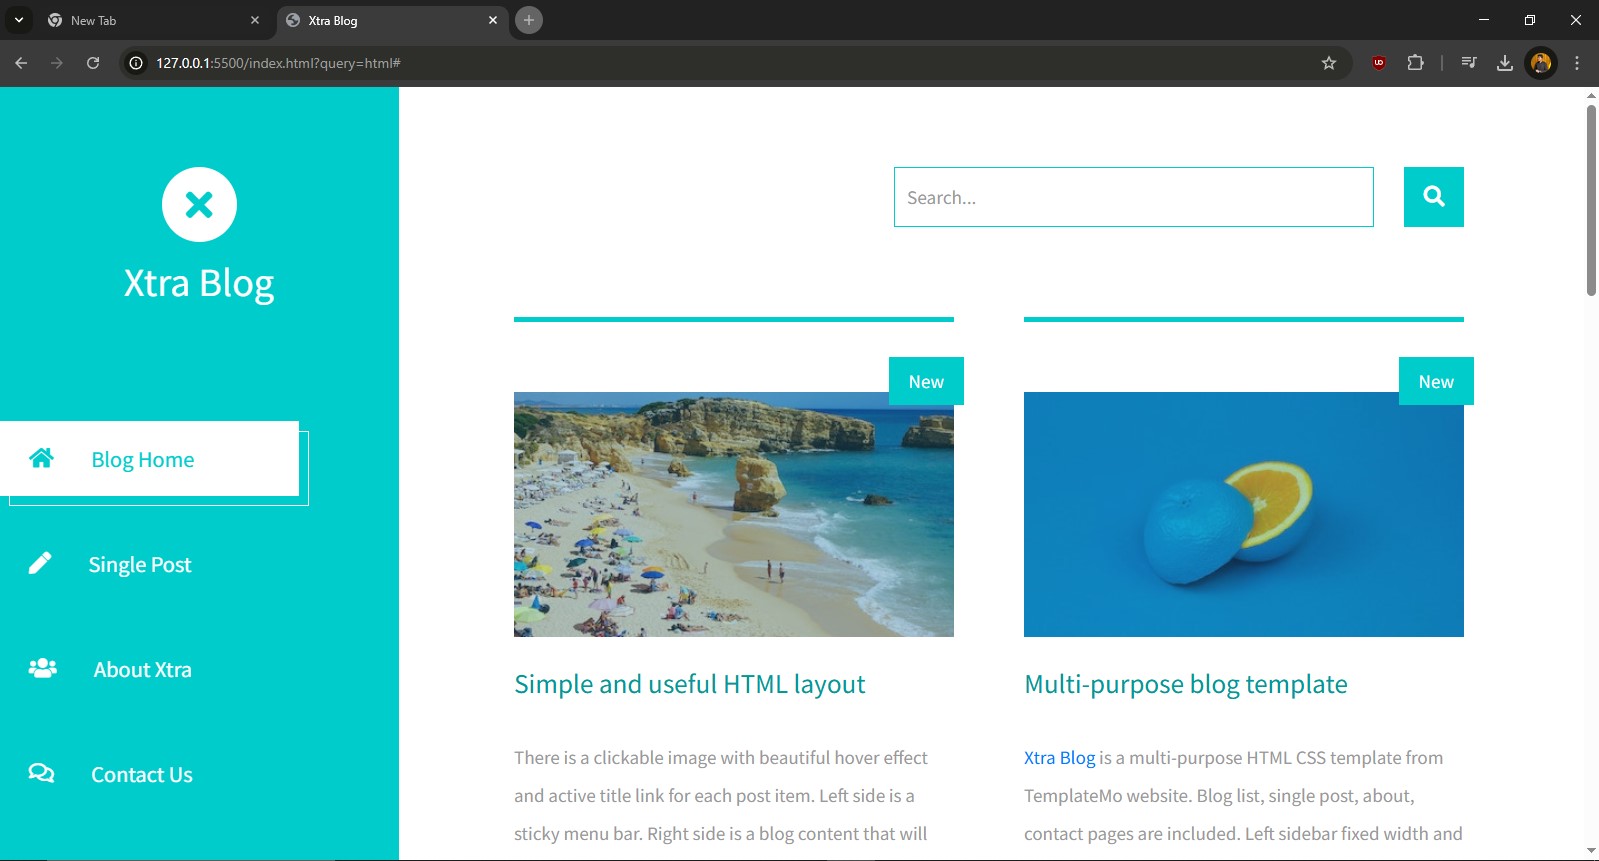 New Tab
Xtra Blog
127.0.0.1:5500/index.html?query=html#
Xtra Blog
Blog Home
Single Post
About Xtra
Contact Us
Search...
New
New
Simple and useful HTML layout
There is a clickable image with beautiful hover effect
and active title link for each post item. Left side is a
sticky menu bar. Right side is a blog content that will
Multi-purpose blog template
Xtra Blog is a multi-purpose HTML CSS template from
TemplateMo website. Blog list, single post, about,
contact pages are included. Left sidebar fixed width and